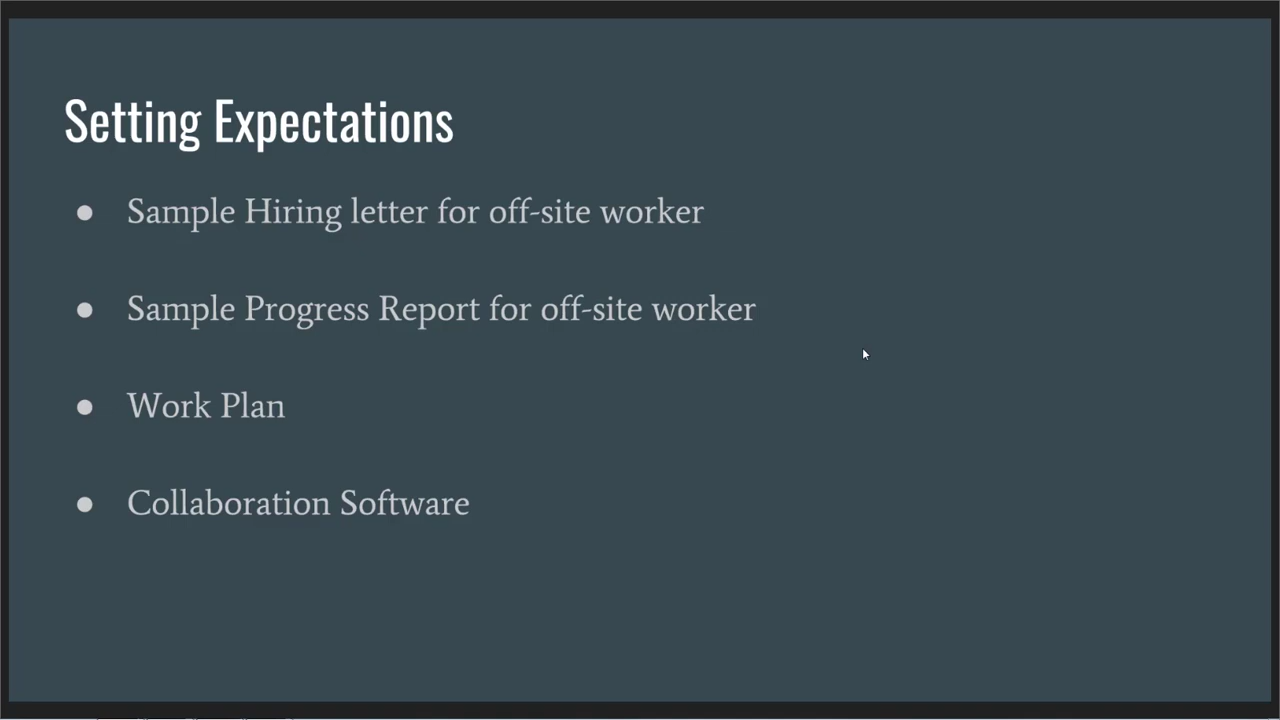 Setting Expectations
● Sample Hiring letter for off-site worker
● Sample Progress Report for off-site worker
● Work Plan
● Collaboration Software